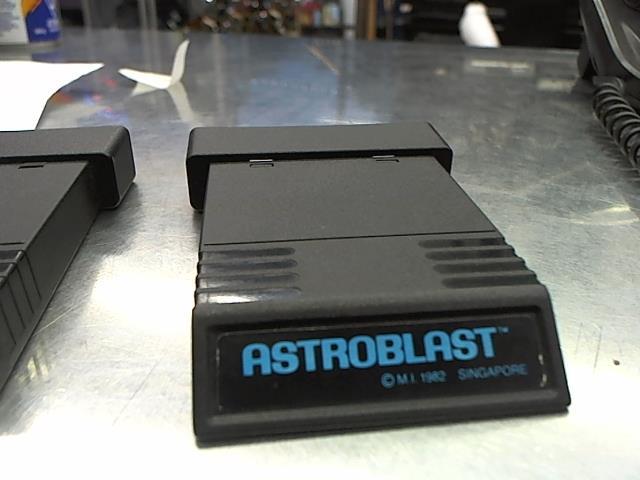 ASTROBLAST™
© M.I. 1982 SINGAPORE